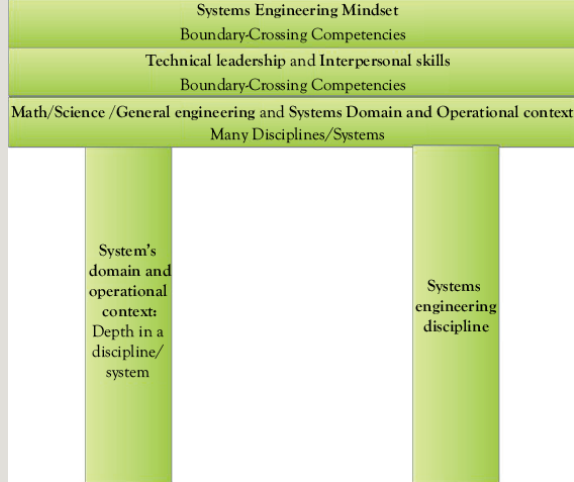 Systems Engineering Mindset
Boundary-Crossing Competencies
Technical leadership and Interpersonal skills
Boundary-Crossing Competencies
Math/Science /General engineering and Systems Domain and Operational context
Many Disciplines/Systems
System's
domain and
operational
context:
Depth in a
discipline/
system
Systems
engineering
discipline